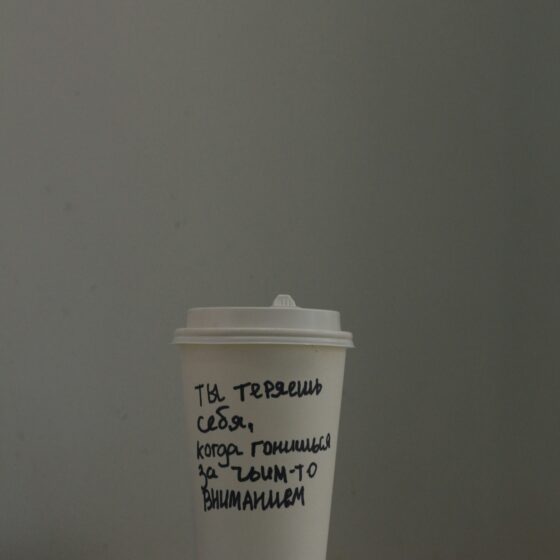 ты теряешь
себя,
когда гонишься
за чьим-то
вниманием